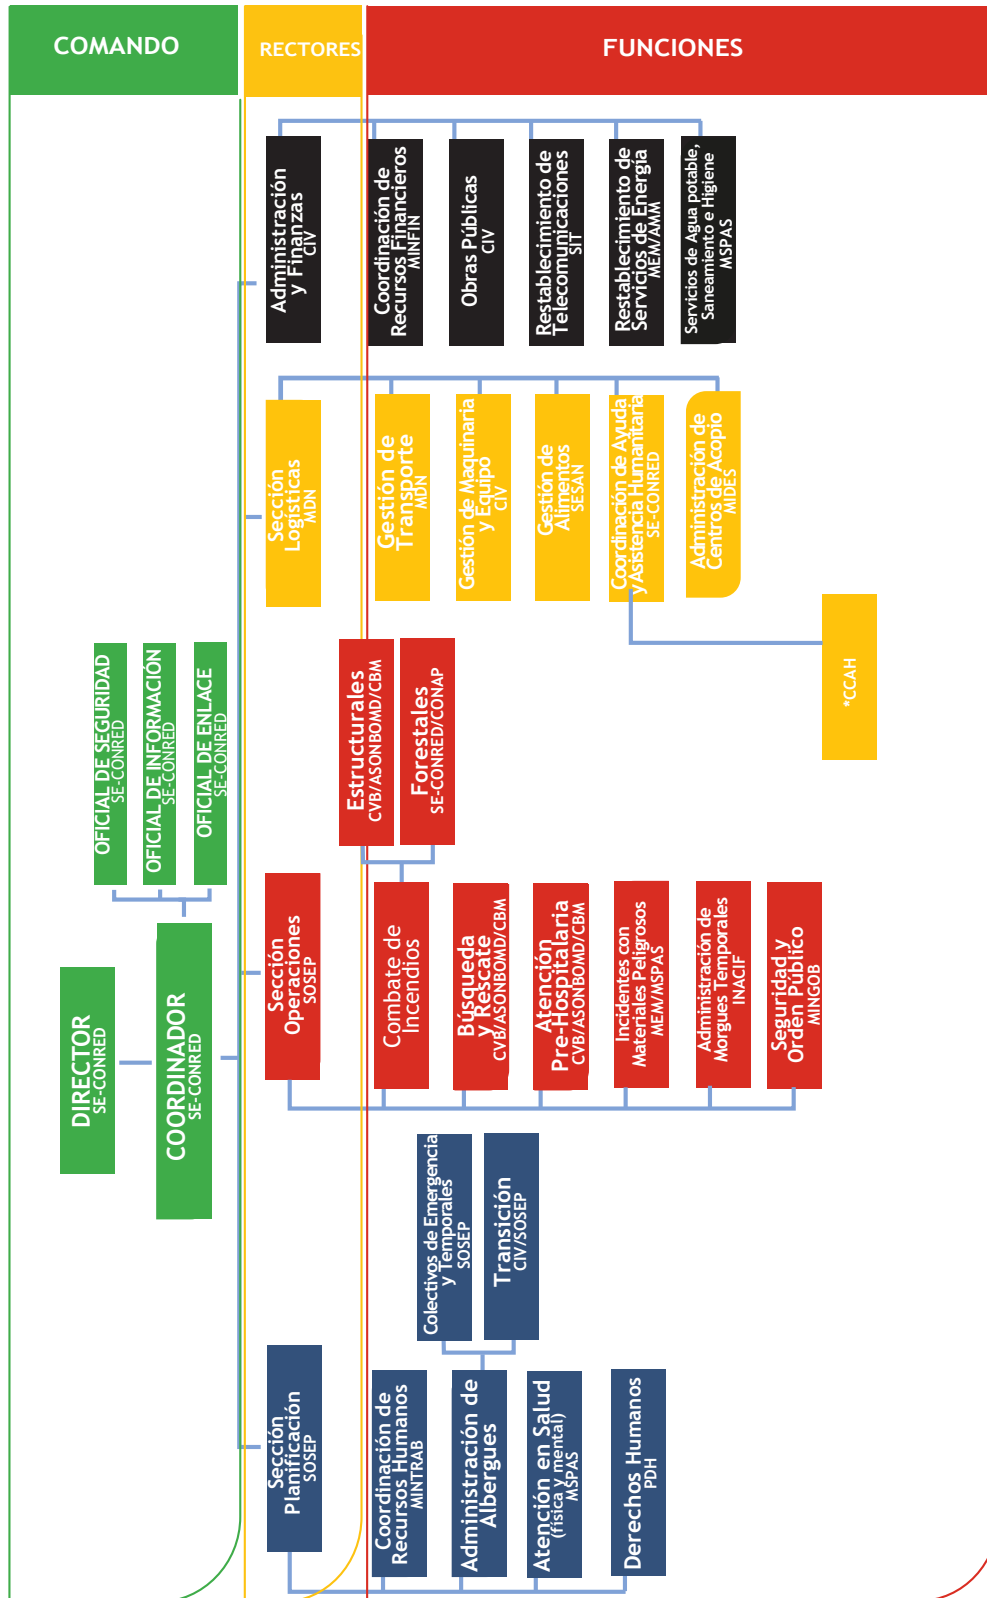 COMANDO
RECTORES
FUNCIONES
DIRECTOR
SE-CONRED
COORDINADOR
SE-CONRED
OFICIAL DE SEGURIDAD
SE-CONRED
OFICIAL DE INFORMACIÓN
SE-CONRED
OFICIAL DE ENLACE
SE-CONRED
Sección
Planificación
SOSEP
Coordinación de
Recursos Humanos
MINTRAB
Administración de
Albergues
Colectivos de Emergencia
y Temporales
SOSEP
Transición
CIV/SOSEP
Atención en Salud
(física y mental)
MSPAS
Derechos Humanos
PDH
Sección
Operaciones
SOSEP
Combate de
Incendios
Estructurales
CVB/ASONBOMD/CBM
Forestales
SE-CONRED/CONAP
Búsqueda
y Rescate
CVB/ASONBOMD/CBM
Atención
Pre-Hospitalaria
CVB/ASONBOMD/CBM
Incidentes con
Materiales Peligrosos
MEM/MSPAS
Administración de
Morgues Temporales
INACIF
Seguridad y
Orden Público
MINGOB
Sección
Logísticas
MDN
Gestión de
Transporte
MDN
Gestión de Maquinaria
y Equipo
CIV
Gestión de
Alimentos
SESAN
Coordinación de Ayuda
y Asistencia Humanitaria
SE-CONRED
Administración de
Centros de Acopio
MIDES
*CCAH
Administración
y Finanzas
CIV
Coordinación de
Recursos Financieros
MINFIN
Obras Públicas
CIV
Restablecimiento de
Telecomunicaciones
SIT
Restablecimiento de
Servicios de Energía
MEM/AMM
Servicios de Agua potable,
Saneamiento e Higiene
MSPAS